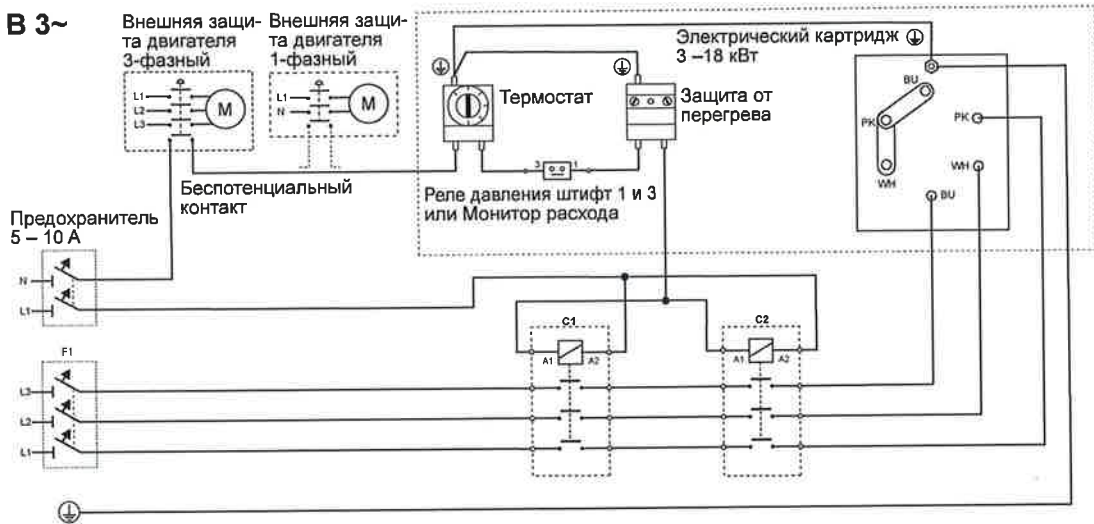 В 3~
Внешняя защи-
та двигателя
3-фазный
Внешняя защи-
та двигателя
1-фазный
L1
L2
L3
M
L1
N
M
Термостат
Электрический картридж
3 –18 кВт
Защита от
перегрева
BU
PK
WH
PK
WH
BU
3
1
Реле давления штифт 1 и 3
или Монитор расхода
Беспотенциальный
контакт
Предохранитель
5 – 10 А
N
L1
F1
L3
L2
L1
C1
A1
A2
C2
A1
A2